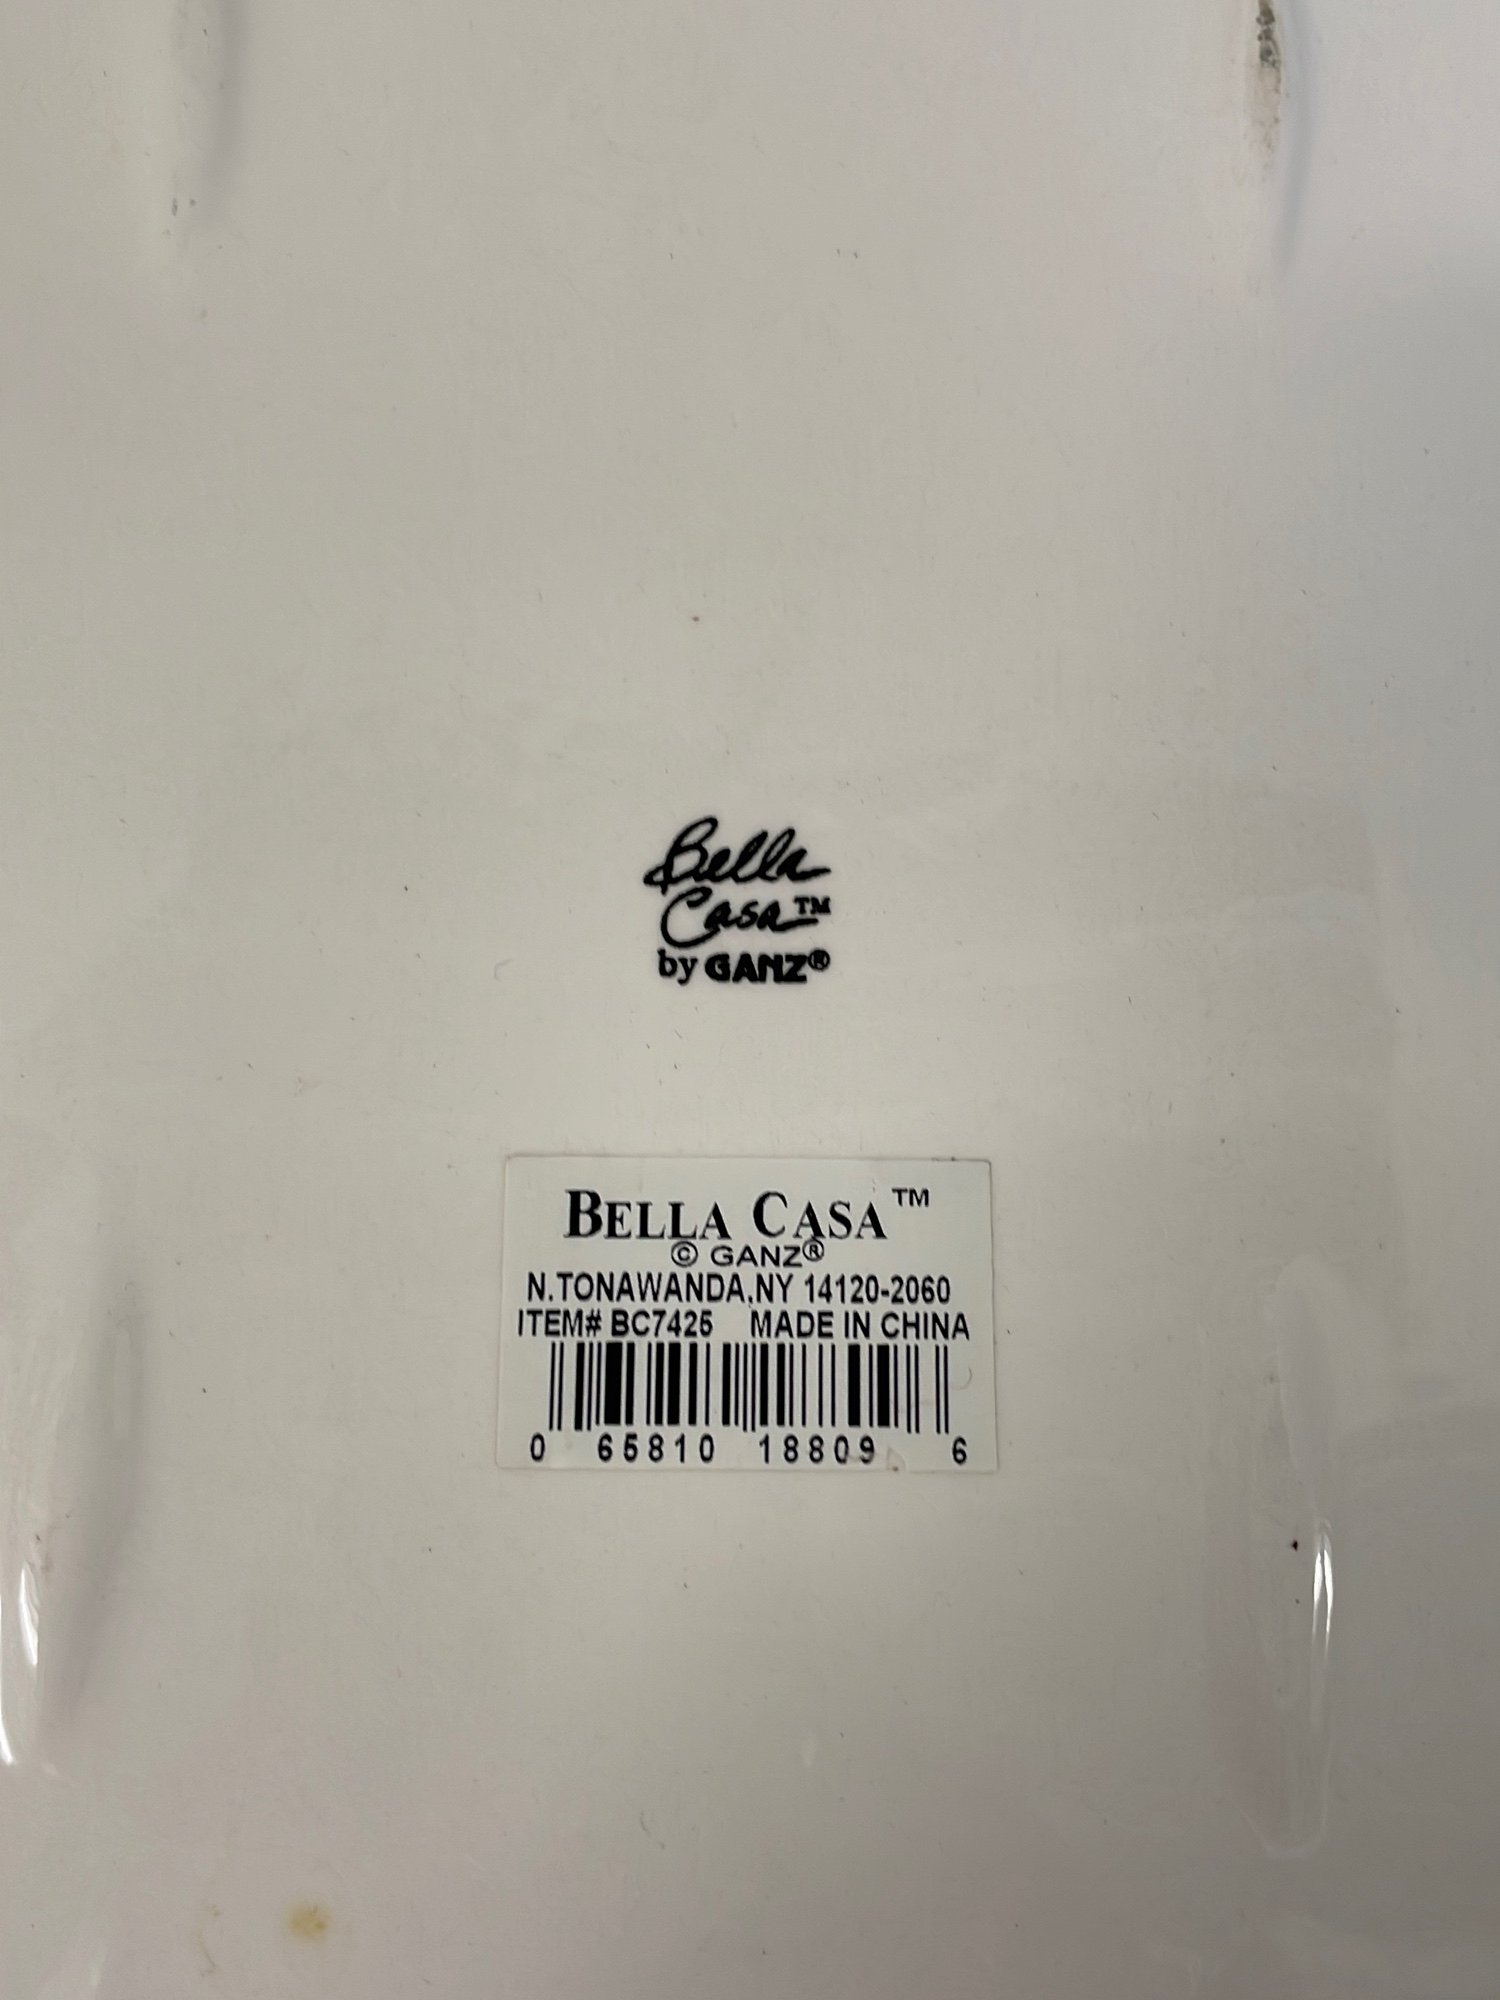 Bella
Casa™
by GANZ®
BELLA CASA™
© GANZ®
N.TONAWANDA,NY 14120-2060
ITEM# BC7425 MADE IN CHINA
0 65810 18809 6